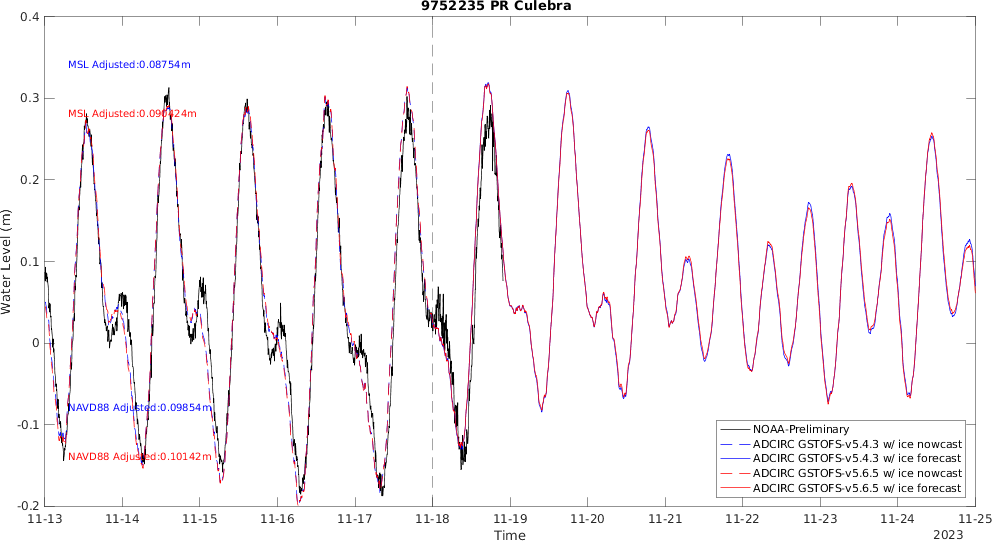 9752235 PR Culebra
0.4
0.3
0.2
0.1
0
-0.1
-0.2
Water Level (m)
MSL Adjusted:0.08754m
MSL Adjusted:0.090424m
NAVD88 Adjusted:0.09854m
NAVD88 Adjusted:0.10142m
NOAA-Preliminary
ADCIRC GSTOFS-v5.4.3 w/ ice nowcast
ADCIRC GSTOFS-v5.4.3 w/ ice forecast
ADCIRC GSTOFS-v5.6.5 w/ ice nowcast
ADCIRC GSTOFS-v5.6.5 w/ ice forecast
11-13 11-14 11-15 11-16 11-17 11-18 11-19 11-20 11-21 11-22 11-23 11-24 11-25
Time
2023